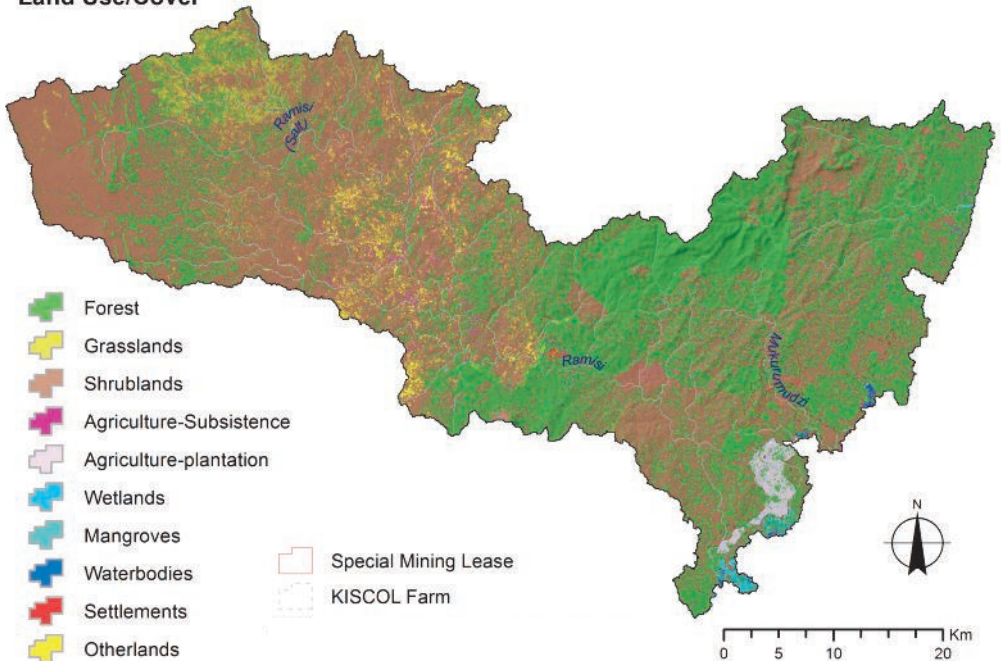 Land Use/Cover
Ramisi
(Salt)
Ramisi
Mukurumudzi
Forest
Grasslands
Shrublands
Agriculture-Subsistence
Agriculture-plantation
Wetlands
Mangroves
Waterbodies
Settlements
Otherlands
Special Mining Lease
KISCOL Farm
N
Km
0 5 10 20